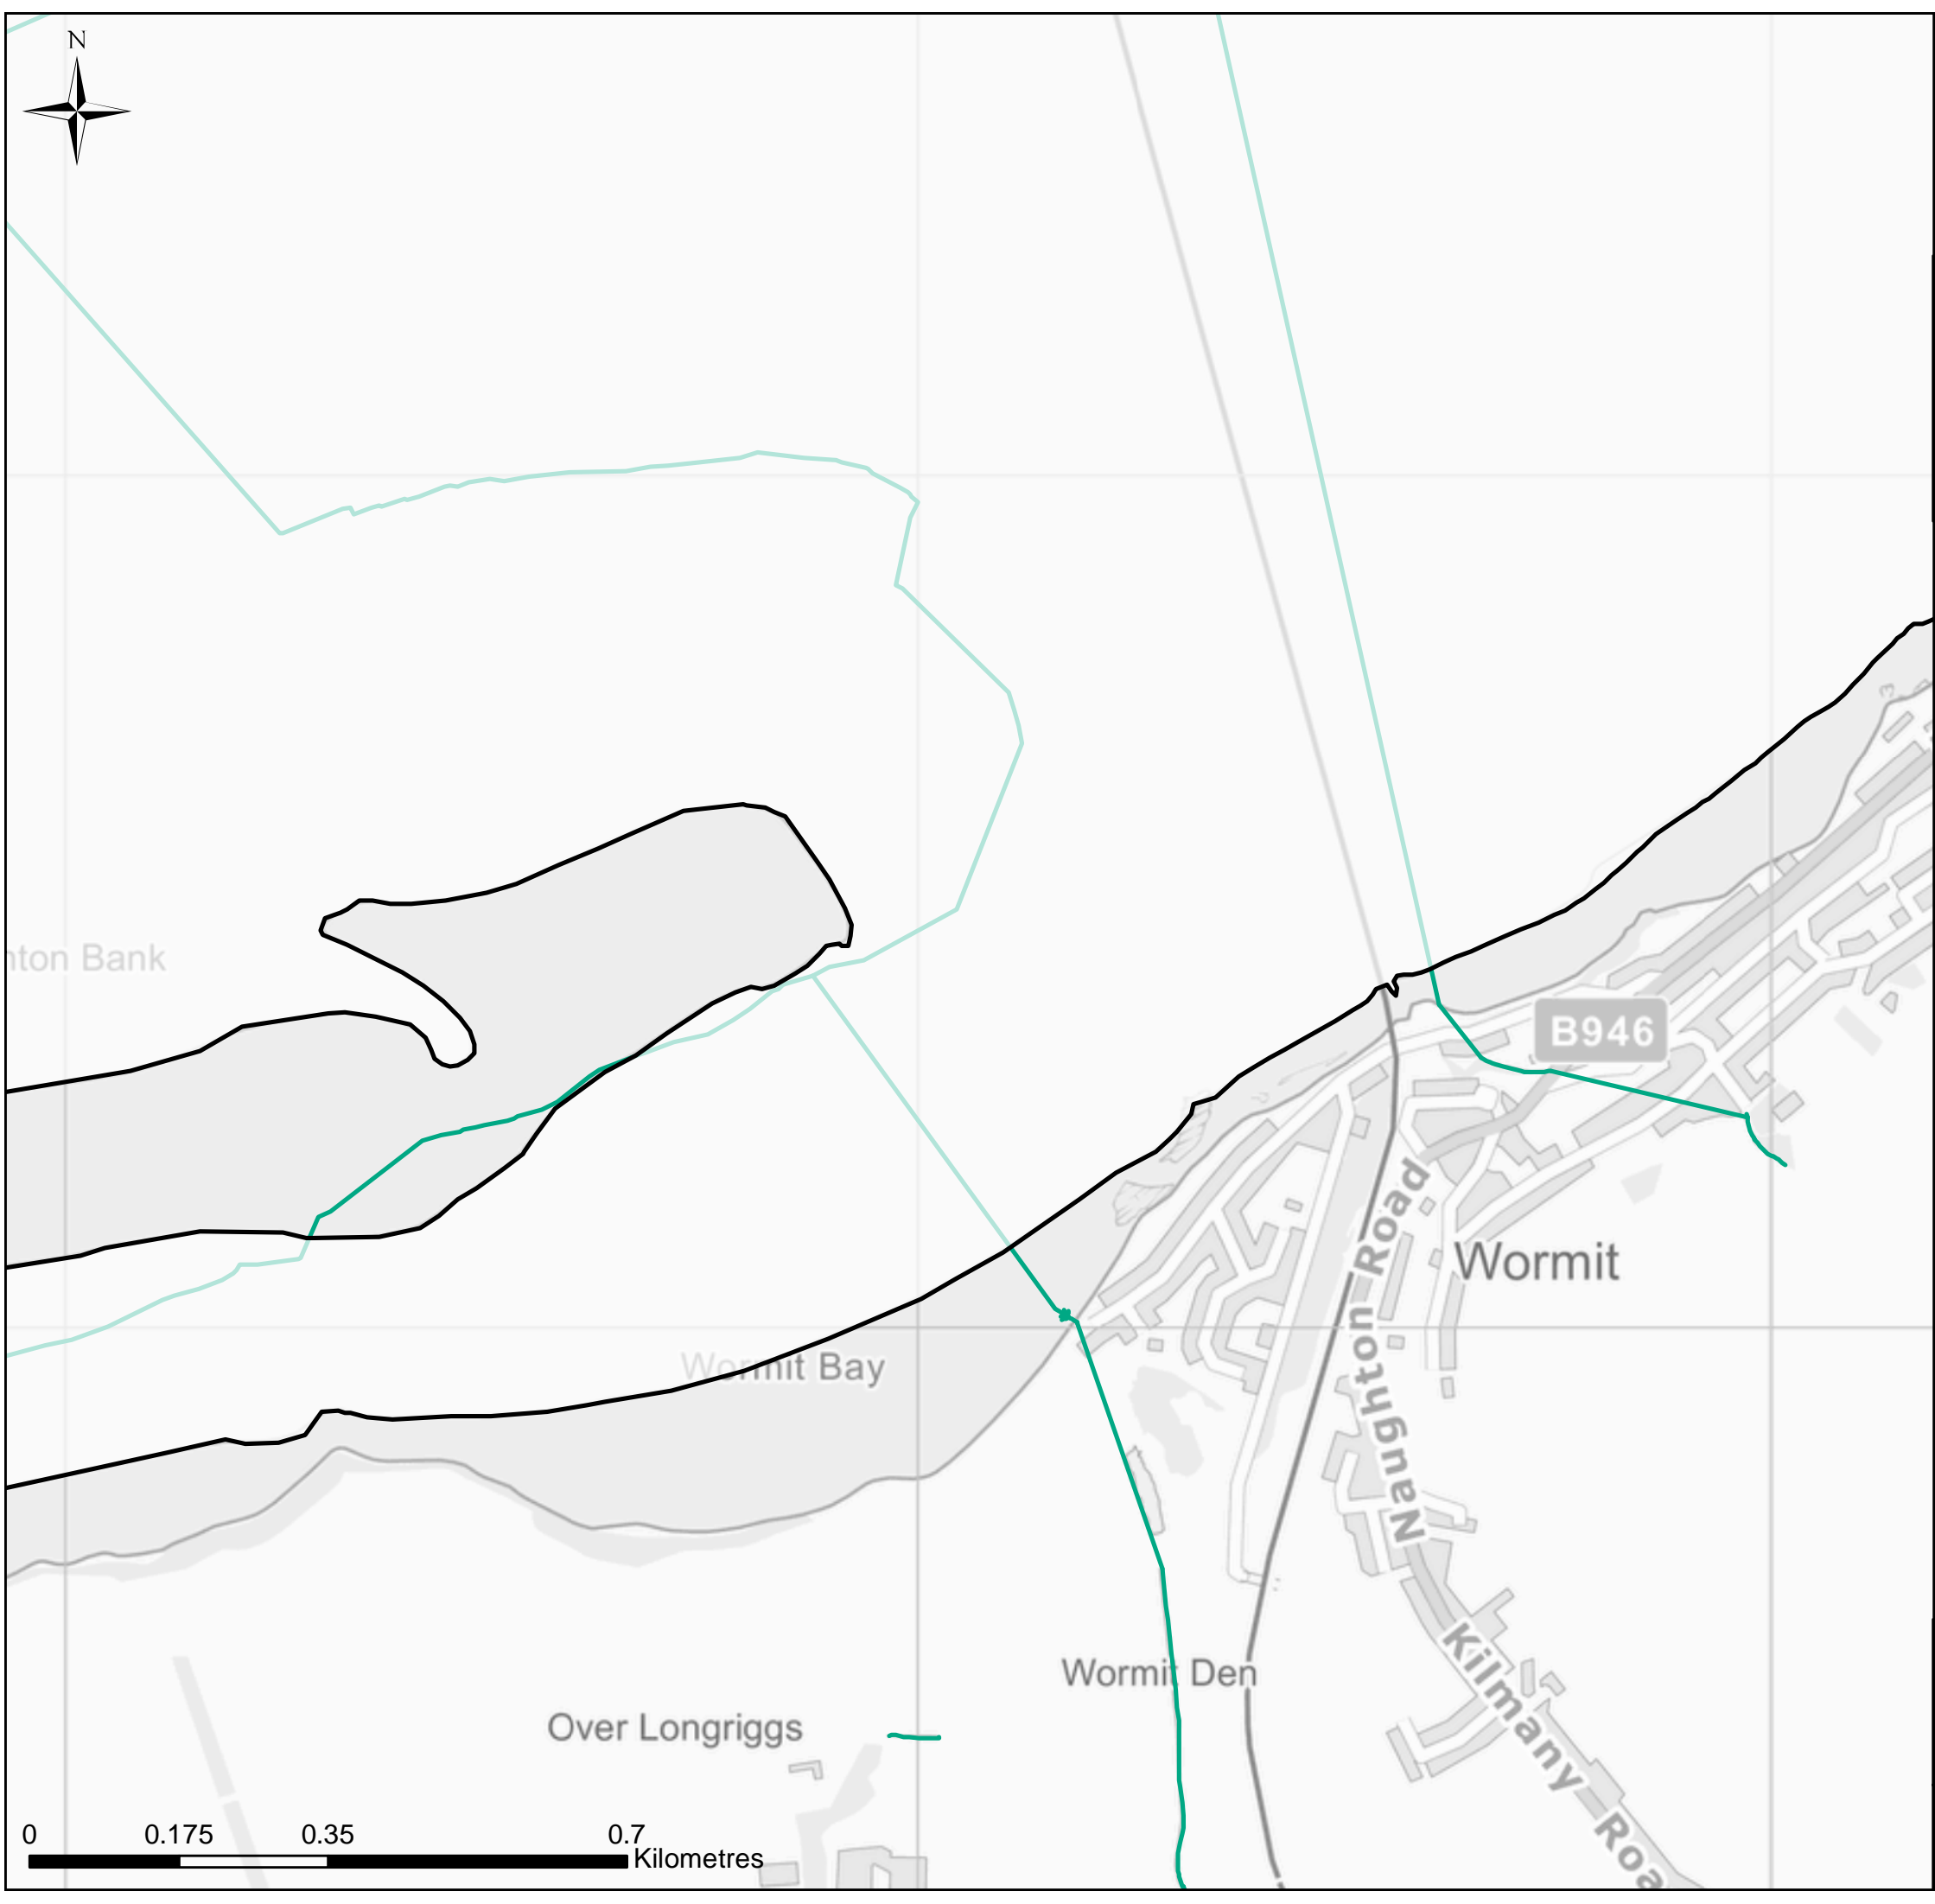 N
nton Bank
B946
Naughton Road
Wormit
Wormit Bay
Wormit Den
Kilmany Roa
Over Longriggs
0 0.175 0.35 0.7
Kilometres